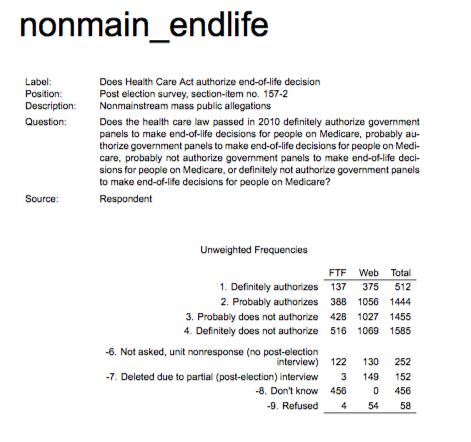 nonmain_endlife
Label: Does Health Care Act authorize end-of-life decision
Position: Post election survey, section-item no. 157-2
Description: Nonmainstream mass public allegations
Question: Does the health care law passed in 2010 definitely authorize government
panels to make end-of-life decisions for people on Medicare, probably au-
thorize government panels to make end-of-life decisions for people on Medi-
care, probably not authorize government panels to make end-of-life deci-
sions for people on Medicare, or definitely not authorize government panels
to make end-of-life decisions for people on Medicare?
Source: Respondent
Unweighted Frequencies
FTF Web Total
1. Definitely authorizes 137 375 512
2. Probably authorizes 388 1056 1444
3. Probably does not authorize 428 1027 1455
4. Definitely does not authorize 516 1069 1585
-6. Not asked, unit nonresponse (no post-election
interview) 122 130 252
-7. Deleted due to partial (post-election) interview 3 149 152
-8. Don't know 456 0 456
-9. Refused 4 54 58